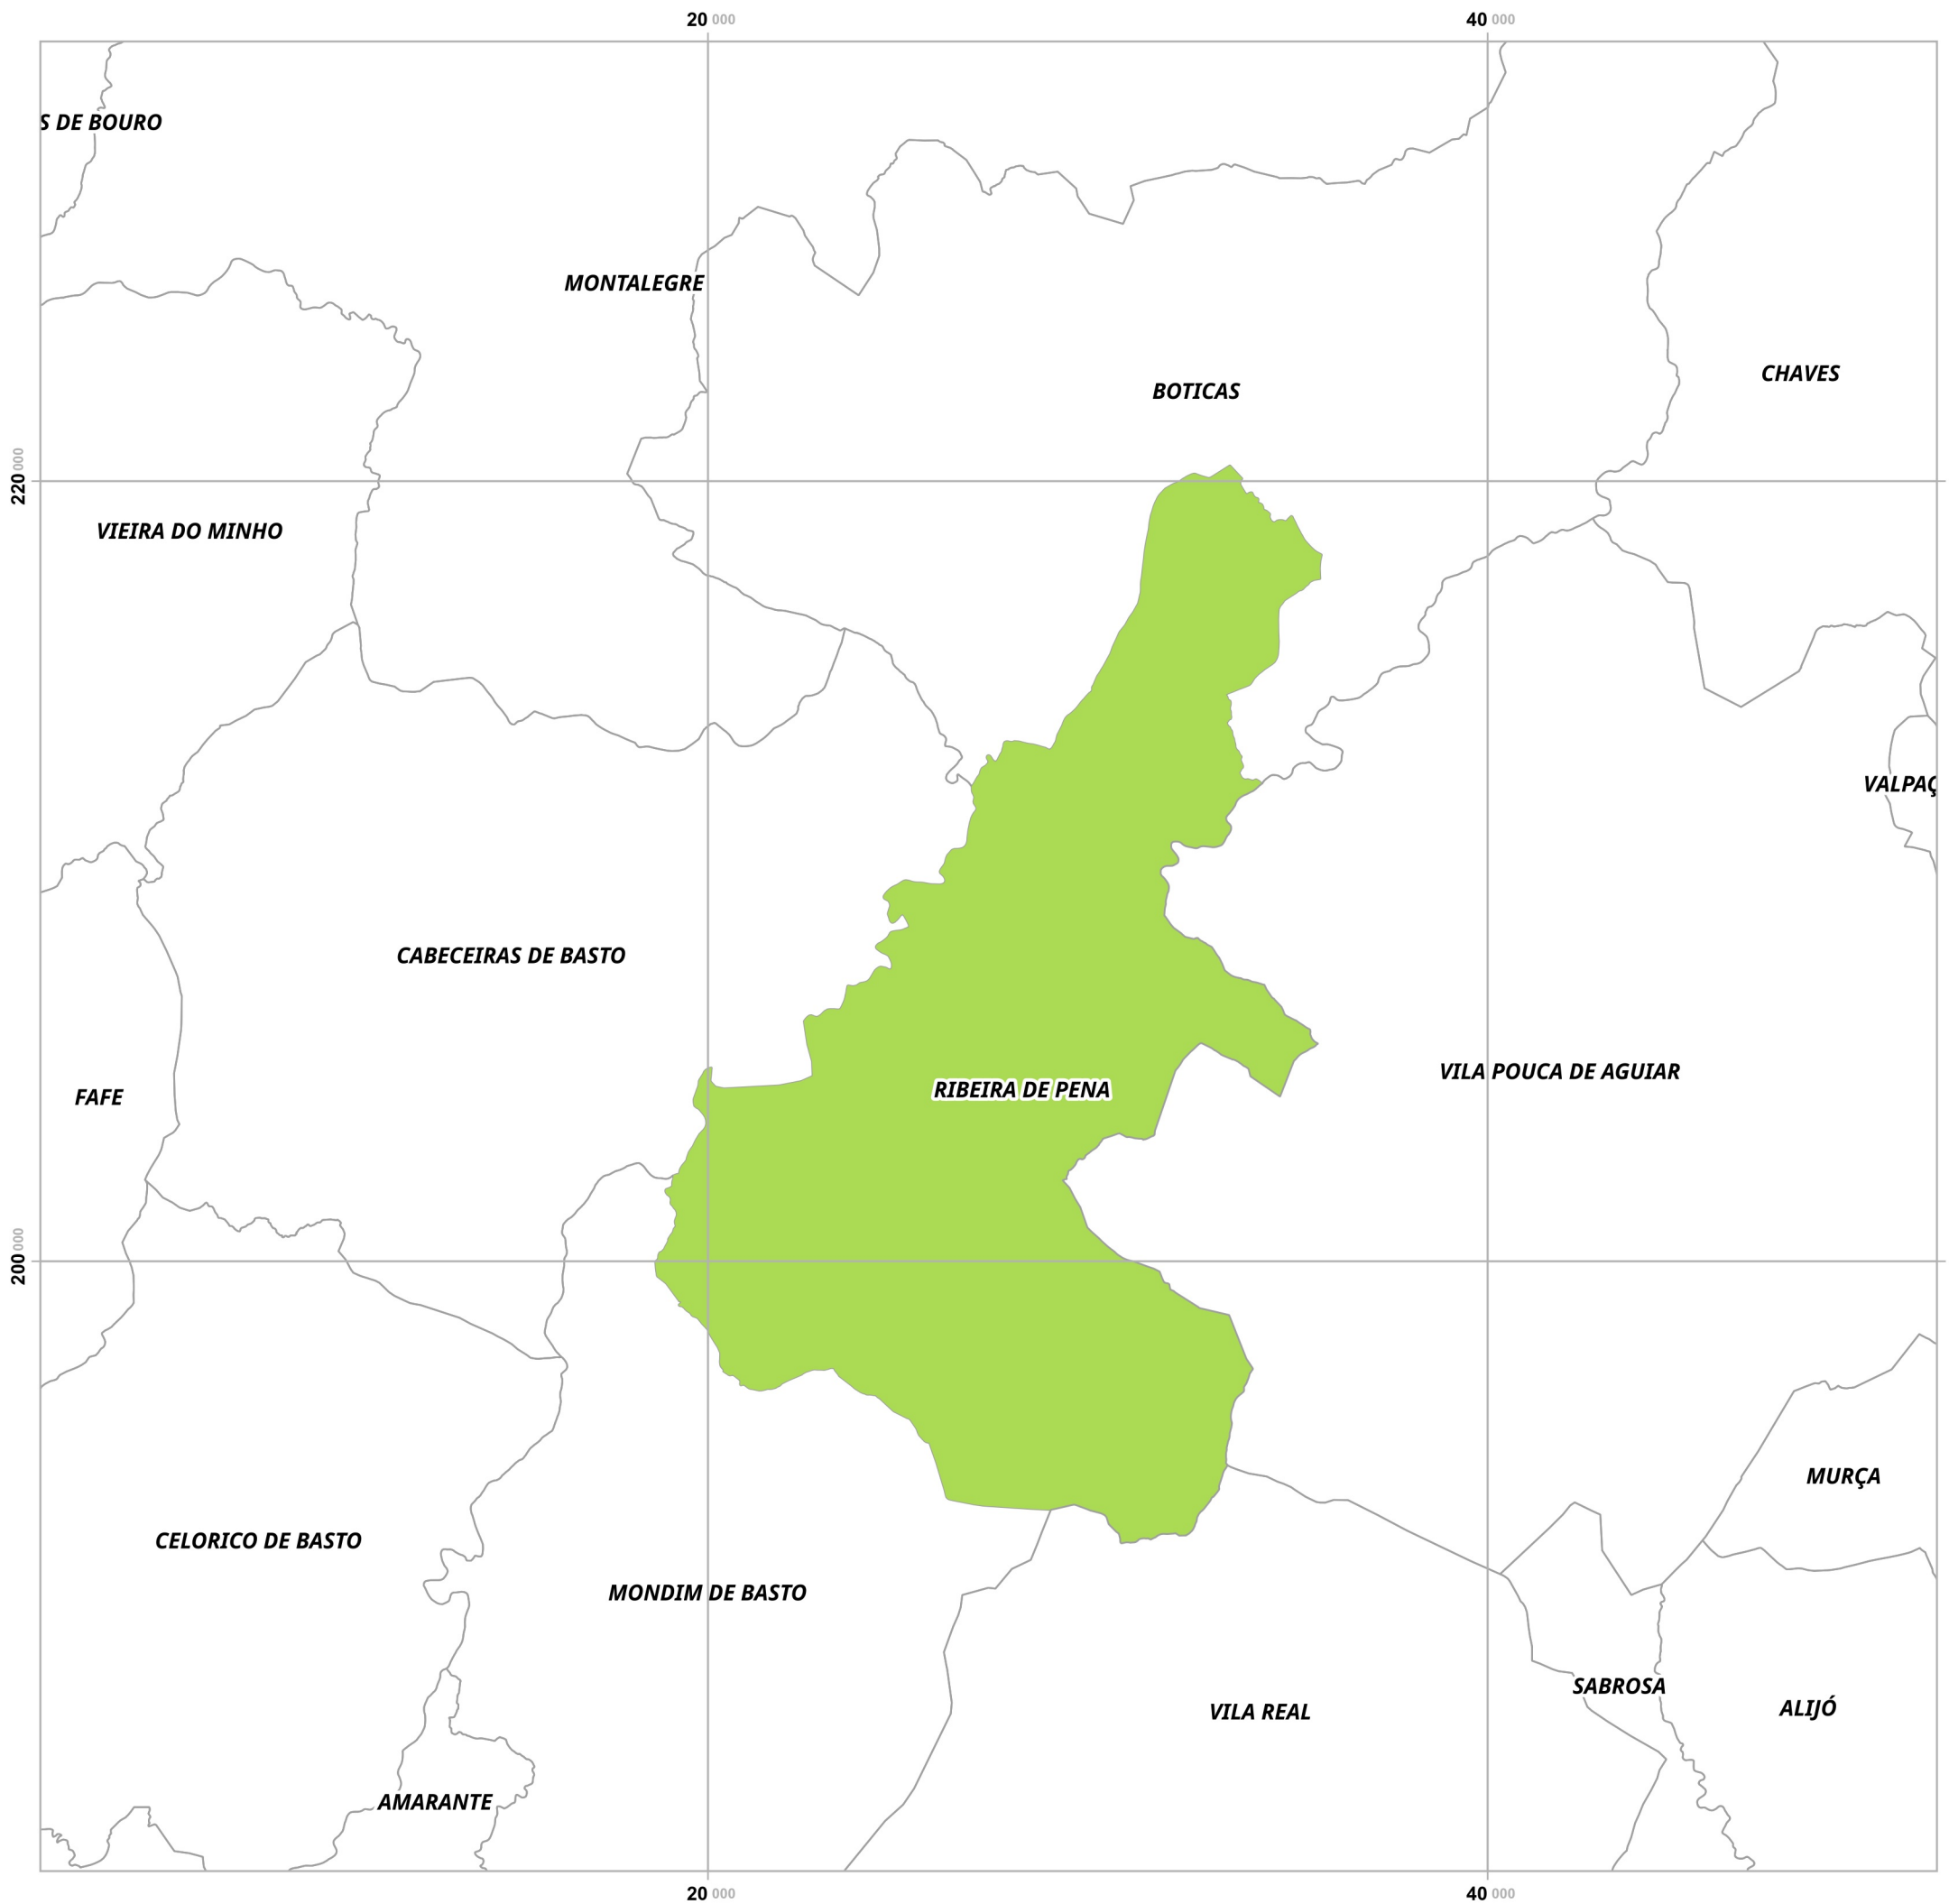 20 000
40 000
S DE BOURO
MONTALEGRE
CHAVES
BOTICAS
220 000
VIEIRA DO MINHO
VALPAÇ
CABECEIRAS DE BASTO
VILA POUCA DE AGUIAR
RIBEIRA DE PENA
FAFE
200 000
MURÇA
CELORICO DE BASTO
MONDIM DE BASTO
SABROSA
ALIJÓ
VILA REAL
AMARANTE
20 000
40 000